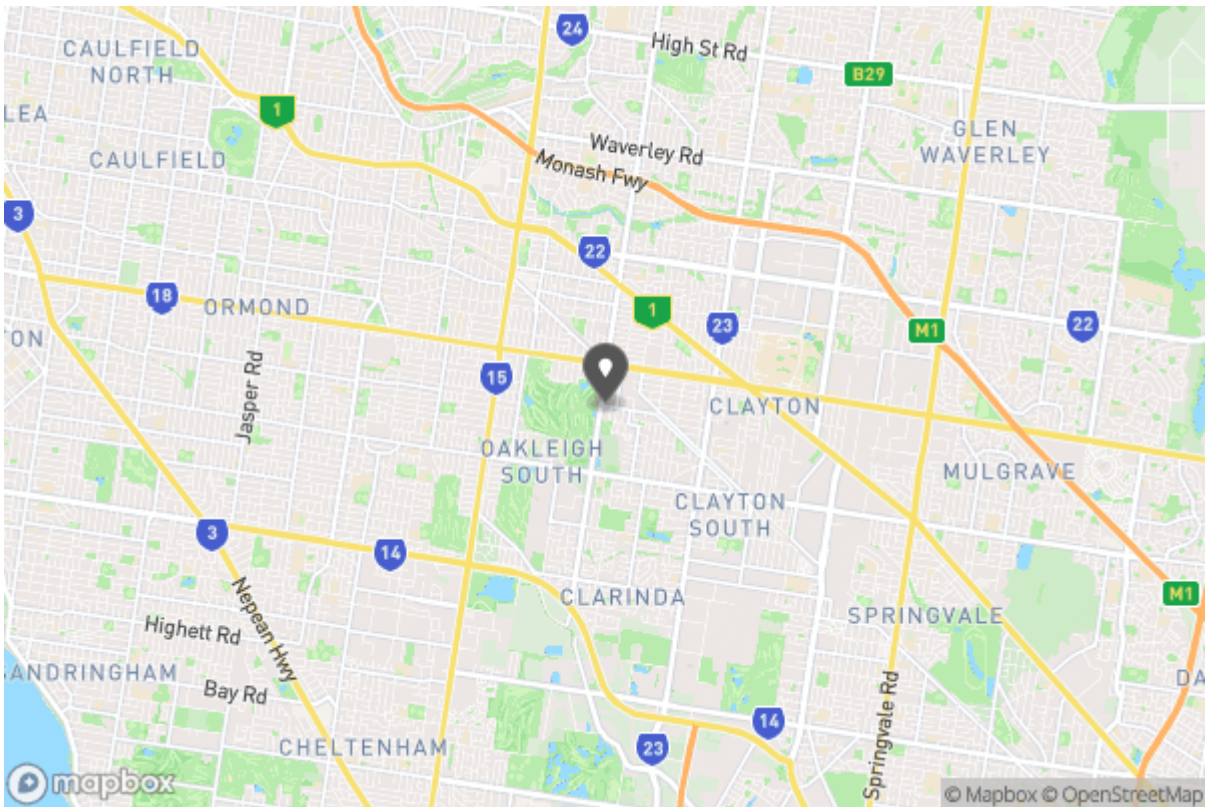 24
CAULFIELD
NORTH
High St Rd
B29
1
LEA
GLEN
WAVERLEY
CAULFIELD
Waverley Rd
Monash Fwy
3
22
18
ORMOND
1
23
22
M1
TON
15
Jasper Rd
CLAYTON
OAKLEIGH
SOUTH
MULGRAVE
CLAYTON
SOUTH
3
14
Nepean Hwy
CLARINDA
M1
SPRINGVALE
Highett Rd
ANDRINGHAM
Bay Rd
DA
Springvale Rd
14
23
CHELTENHAM
mapbox
© Mapbox © OpenStreetMap